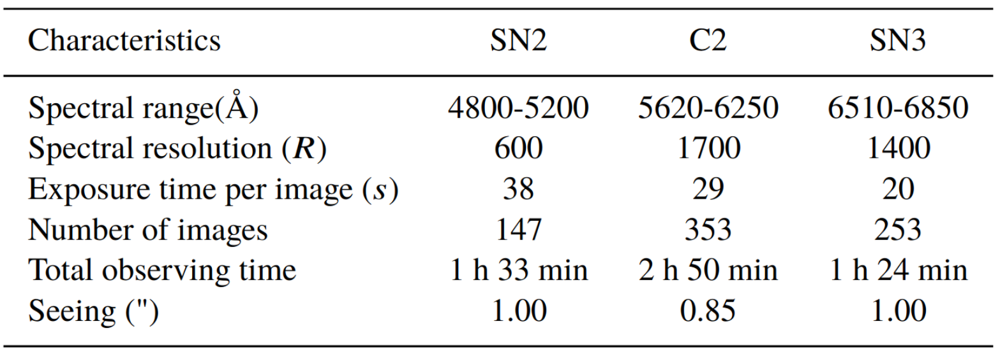 Characteristics SN2 C2 SN3
Spectral range(Å) 4800-5200 5620-6250 6510-6850
Spectral resolution (R) 600 1700 1400
Exposure time per image (s) 38 29 20
Number of images 147 353 253
Total observing time 1 h 33 min 2 h 50 min 1 h 24 min
Seeing (") 1.00 0.85 1.00